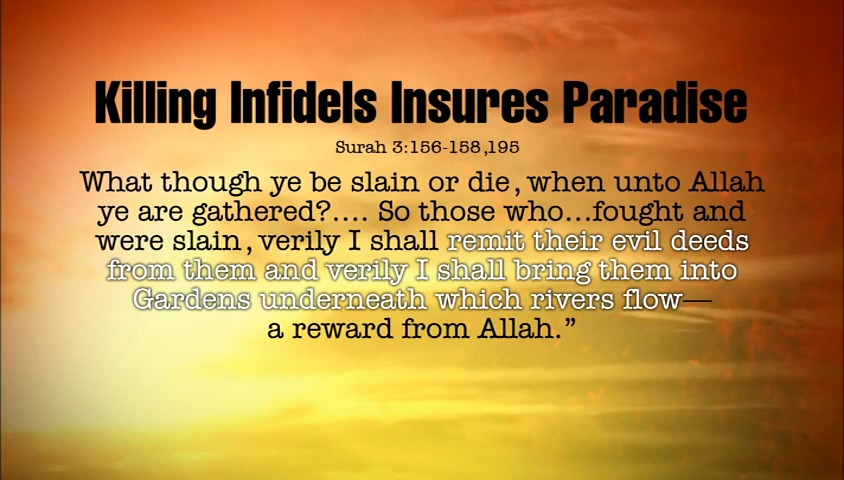 Killing Infidels Insures Paradise
Surah 3:156-158,195
What though ye be slain or die, when unto Allah
ye are gathered?.... So those who...fought and
were slain, verily I shall remit their evil deeds
from them and verily I shall bring them into
Gardens underneath which rivers flow—
a reward from Allah.”